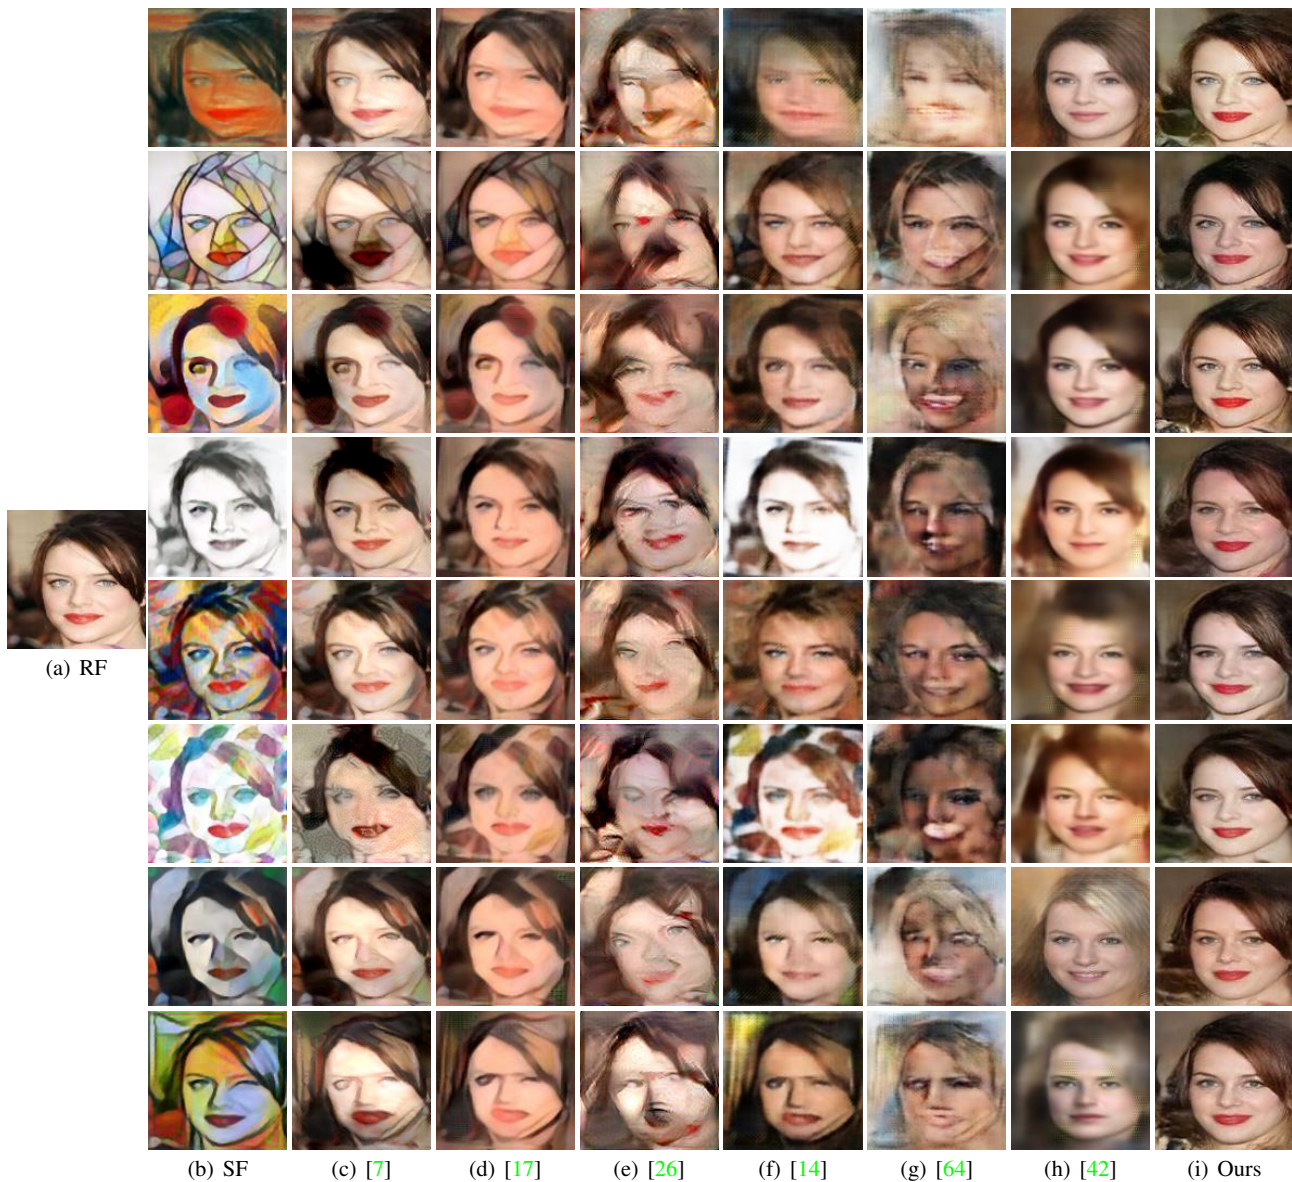 (a) RF
(b) SF
(c) [7]
(d) [17]
(e) [26]
(f) [14]
(g) [64]
(h) [42]
(i) Ours